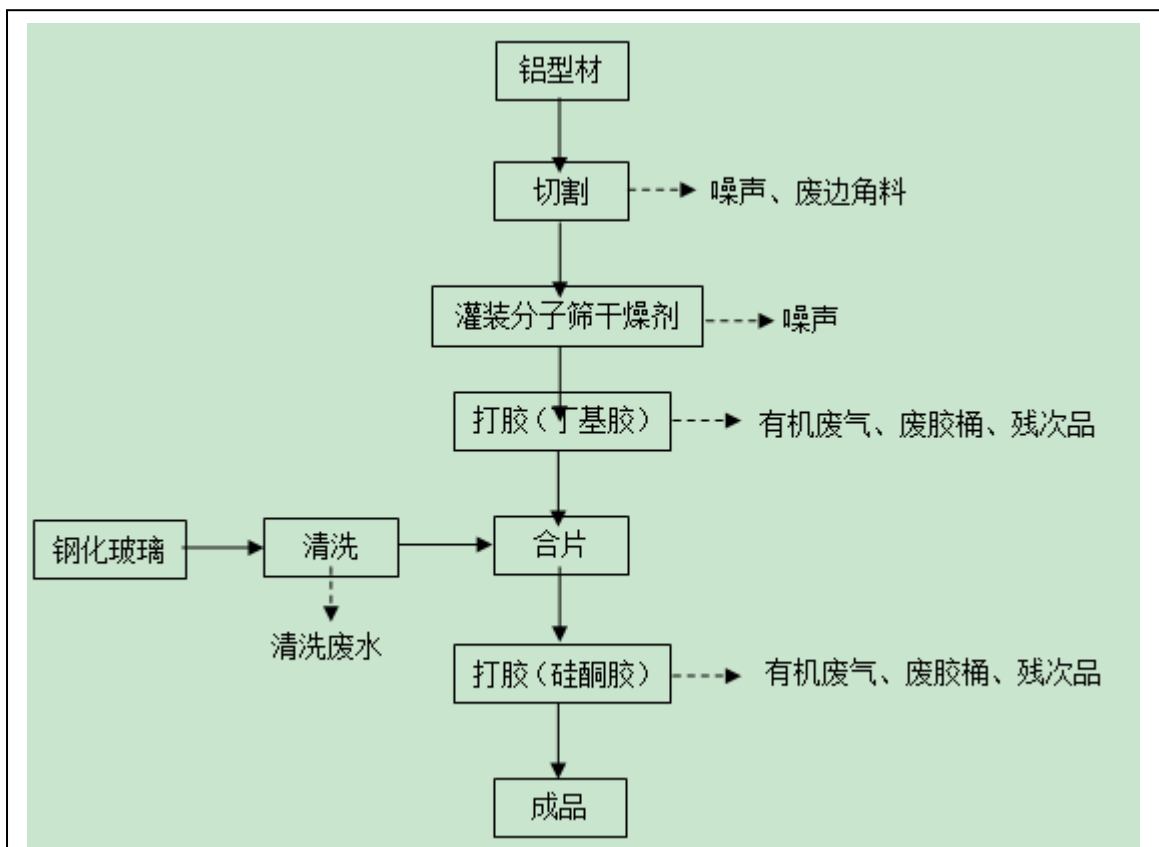 铝型材
切割
噪声、废边角料
灌装分子筛干燥剂
噪声
打胶（丁基胶）
有机废气、废胶桶、残次品
钢化玻璃
清洗
合片
清洗废水
打胶（硅酮胶）
有机废气、废胶桶、残次品
成品